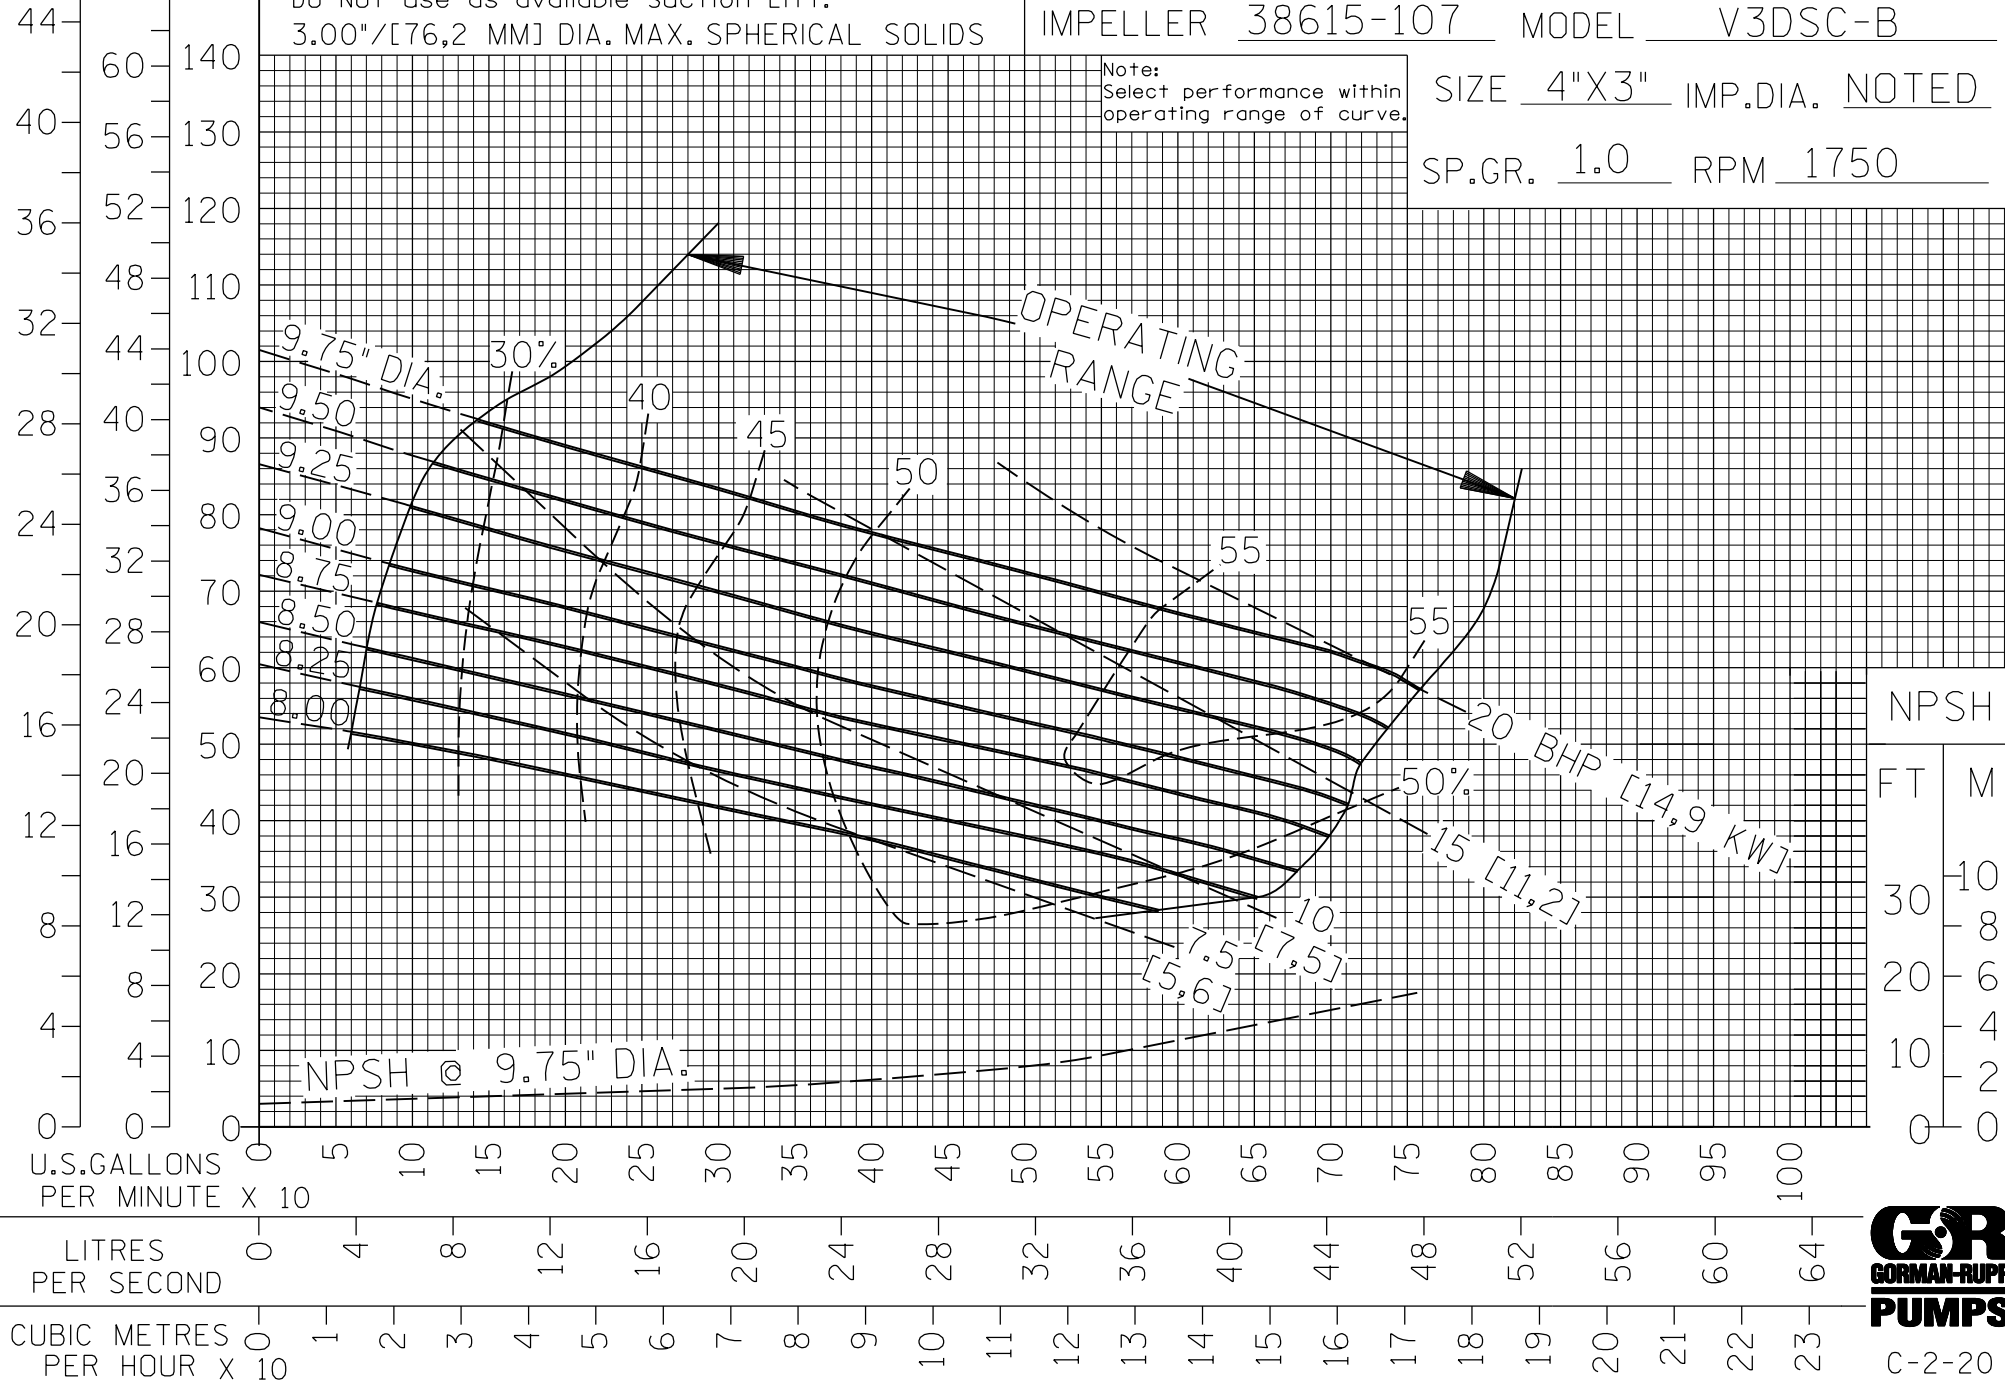 Do NOT use as available Suction Lift.
3.00"/[76,2 MM] DIA. MAX. SPHERICAL SOLIDS
IMPELLER 38615-107 MODEL V3DSC-B
Note:
Select performance within
operating range of curve.
SIZE 4"X3" IMP.DIA. NOTED
SP.GR. 1.0 RPM 1750
44
40
36
32
28
24
20
16
12
8
4
0
60
56
52
48
44
40
36
32
28
24
20
16
12
8
4
0
140
130
120
110
100
90
80
70
60
50
40
30
20
10
0
OPERATING
RANGE
9.75" DIA.
9.50
9.25
9.00
8.75
8.50
8.25
8.00
30%
40
45
50
55
55
50%
20 BHP [14,9 KW]
15 [11,2]
10
[7,5]
7.5
[5,6]
NPSH @ 9.75" DIA.
NPSH
FT M
30
20
10
0
10
8
6
4
2
0
U.S.GALLONS
PER MINUTE X 10
0 5 10 15 20 25 30 35 40 45 50 55 60 65 70 75 80 85 90 95 100
LITRES
PER SECOND
0 4 8 12 16 20 24 28 32 36 40 44 48 52 56 60 64
CUBIC METRES
PER HOUR X 10
0 1 2 3 4 5 6 7 8 9 10 11 12 13 14 15 16 17 18 19 20 21 22 23
GR
GORMAN-RUPP
PUMPS
C-2-20